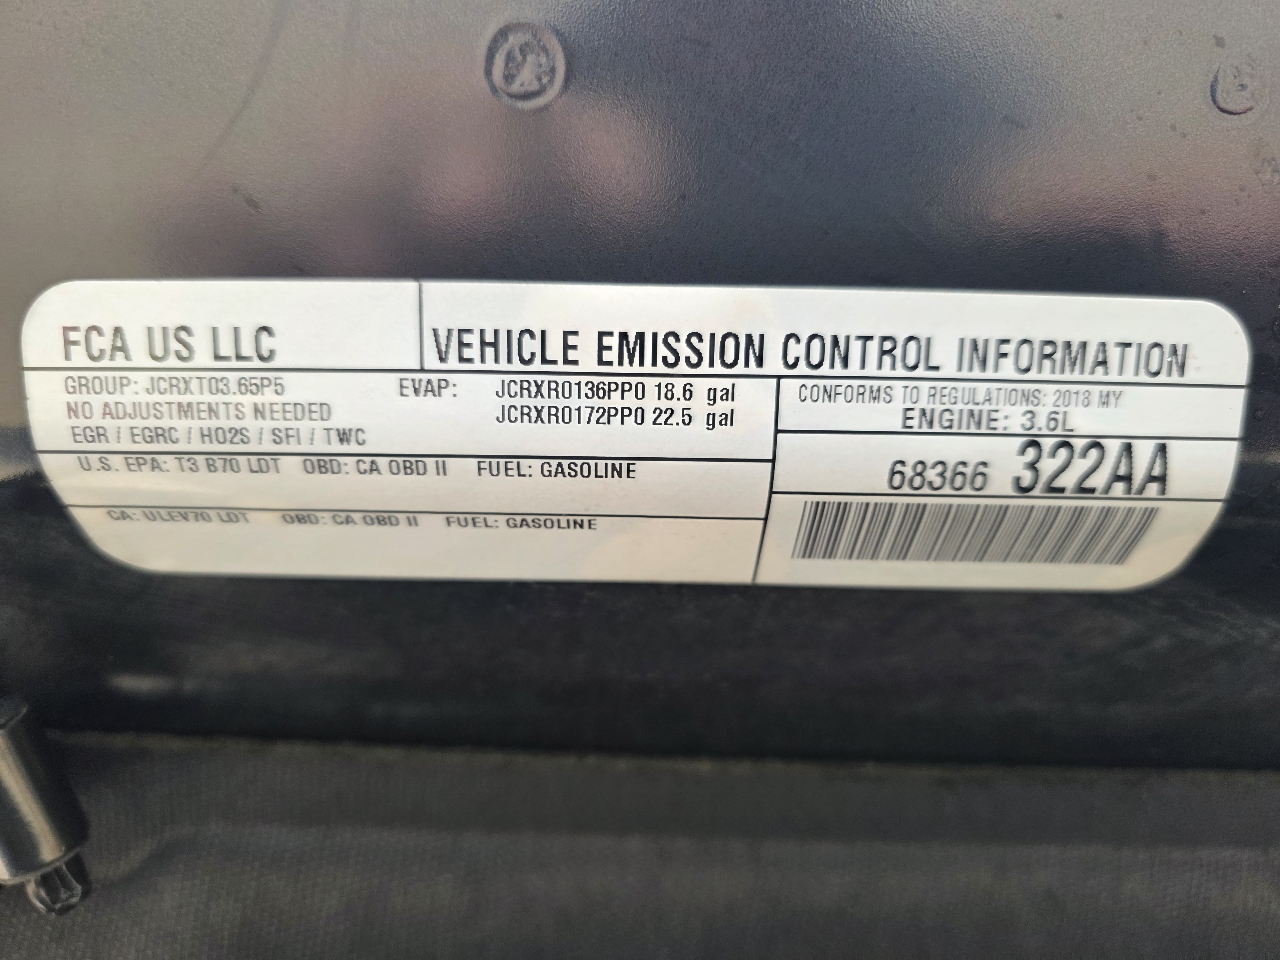 FCA US LLC
VEHICLE EMISSION CONTROL INFORMATION
GROUP: JCRXT03.65P5
NO ADJUSTMENTS NEEDED
EGR / EGRC / HO2S / SFI / TWC
EVAP: JCRXR0136PP0 18.6 gal
JCRXR0172PP0 22.5 gal
CONFORMS TO REGULATIONS: 2018 MY
ENGINE: 3.6L
U.S. EPA: T3 B70 LDT OBD: CA OBD II FUEL: GASOLINE
68366 322AA
CA: ULEV70 LDT OBD: CA OBD II FUEL: GASOLINE